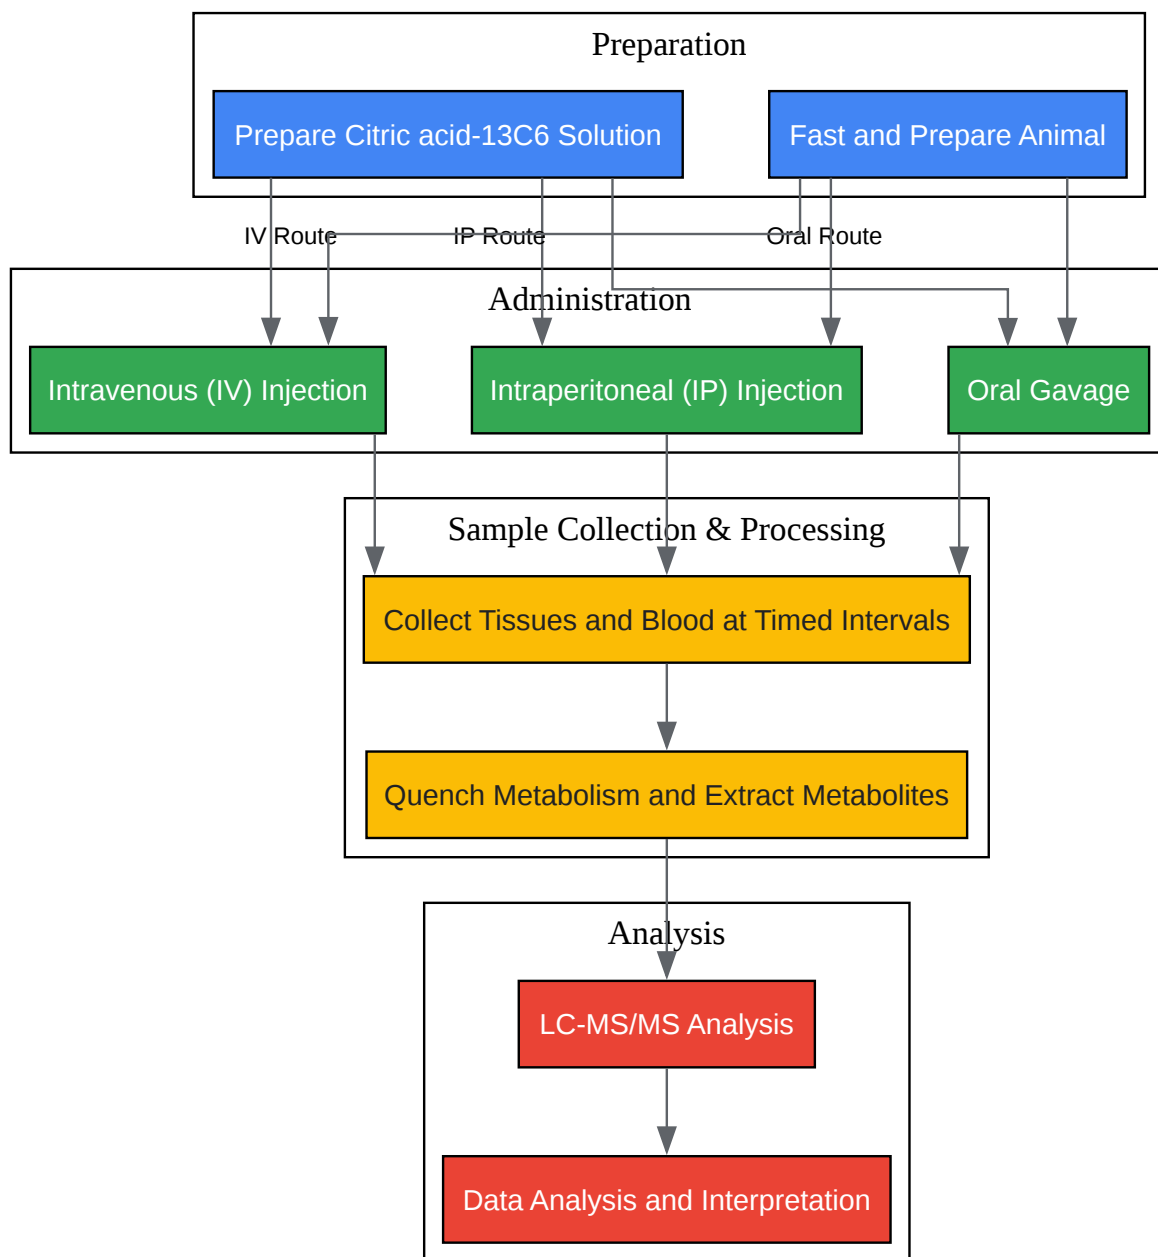 Preparation
Prepare Citric acid-13C6 Solution
Fast and Prepare Animal
IV Route
IP Route
Oral Route
Administration
Intravenous (IV) Injection
Intraperitoneal (IP) Injection
Oral Gavage
Sample Collection & Processing
Collect Tissues and Blood at Timed Intervals
Quench Metabolism and Extract Metabolites
Analysis
LC-MS/MS Analysis
Data Analysis and Interpretation